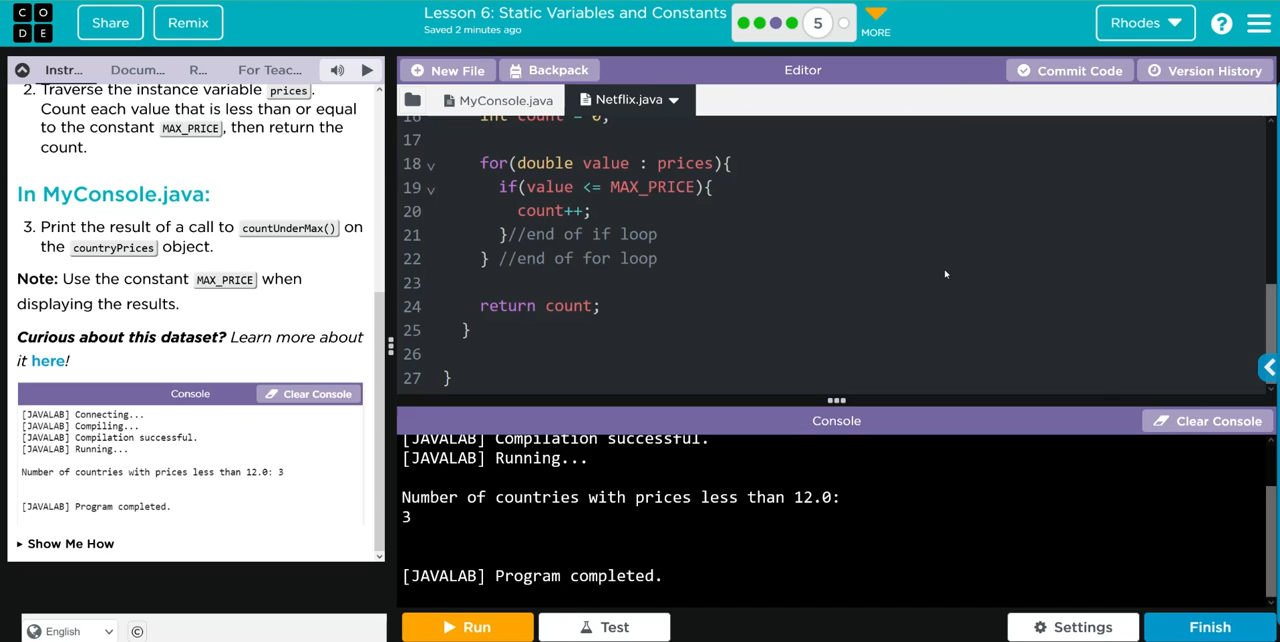 C O
D E
Share
Remix
Lesson 6: Static Variables and Constants
Saved 2 minutes ago
5
MORE
Rhodes
?
Instr...
Docum...
R...
For Teac...
New File
Backpack
Editor
Commit Code
Version History
MyConsole.java
Netflix.java
2. Traverse the instance variable prices.
Count each value that is less than or equal
to the constant MAX_PRICE, then return the
count.
In MyConsole.java:
3. Print the result of a call to countUnderMax() on
the countryPrices object.
Note: Use the constant MAX_PRICE when
displaying the results.
Curious about this dataset? Learn more about
it here!
Console
Clear Console
[JAVALAB] Connecting...
[JAVALAB] Compiling...
[JAVALAB] Compilation successful.
[JAVALAB] Running...
Number of countries with prices less than 12.0: 3
[JAVALAB] Program completed.
Show Me How
English
©
16 int count = 0;
17
18 for(double value : prices){
19 if(value <= MAX_PRICE){
20 count++;
21 }//end of if loop
22 } //end of for loop
23
24 return count;
25 }
26
27 }
Console
Clear Console
[JAVALAB] Compilation successful.
[JAVALAB] Running...
Number of countries with prices less than 12.0:
3
[JAVALAB] Program completed.
Run
Test
Settings
Finish